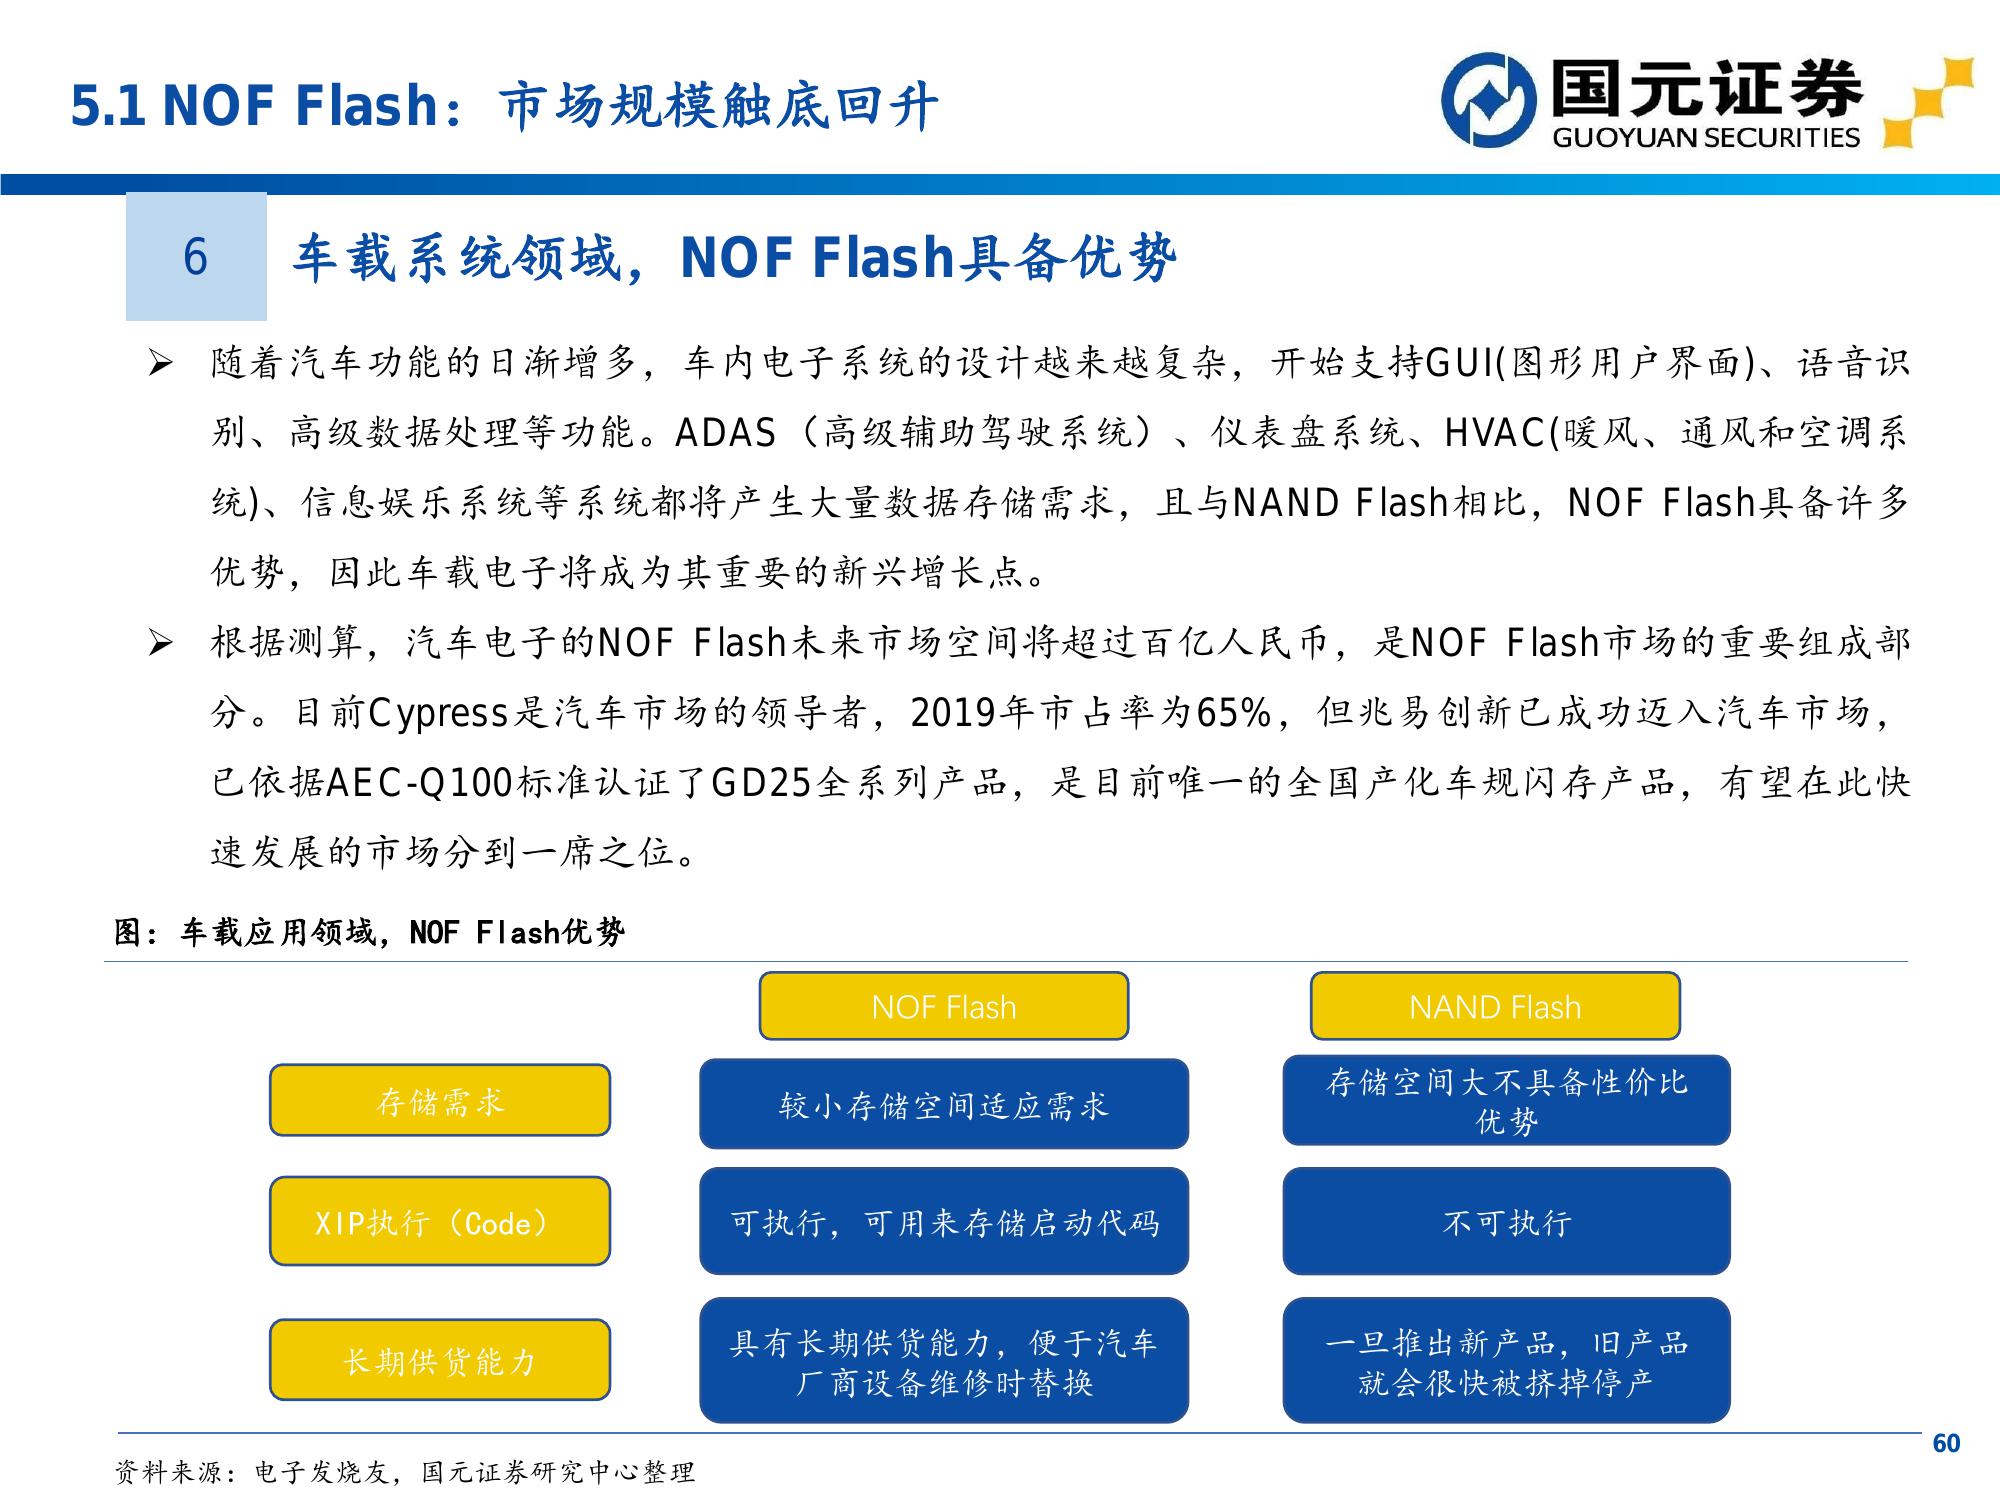 5.1 NOF Flash：市场规模触底回升
国元证券
GUOYUAN SECURITIES
6
车载系统领域，NOF Flash具备优势
➢ 随着汽车功能的日渐增多，车内电子系统的设计越来越复杂，开始支持GUI(图形用户界面)、语音识
别、高级数据处理等功能。ADAS（高级辅助驾驶系统）、仪表盘系统、HVAC(暖风、通风和空调系
统)、信息娱乐系统等系统都将产生大量数据存储需求，且与NAND Flash相比，NOF Flash具备许多
优势，因此车载电子将成为其重要的新兴增长点。
➢ 根据测算，汽车电子的NOF Flash未来市场空间将超过百亿人民币，是NOF Flash市场的重要组成部
分。目前Cypress是汽车市场的领导者，2019年市占率为65%，但兆易创新已成功迈入汽车市场，
已依据AEC-Q100标准认证了GD25全系列产品，是目前唯一的全国产化车规闪存产品，有望在此快
速发展的市场分到一席之位。
图：车载应用领域，NOF Flash优势
NOF Flash
NAND Flash
存储需求
较小存储空间适应需求
存储空间大不具备性价比
优势
XIP执行（Code）
可执行，可用来存储启动代码
不可执行
长期供货能力
具有长期供货能力，便于汽车
厂商设备维修时替换
一旦推出新产品，旧产品
就会很快被挤掉停产
资料来源：电子发烧友，国元证券研究中心整理
60